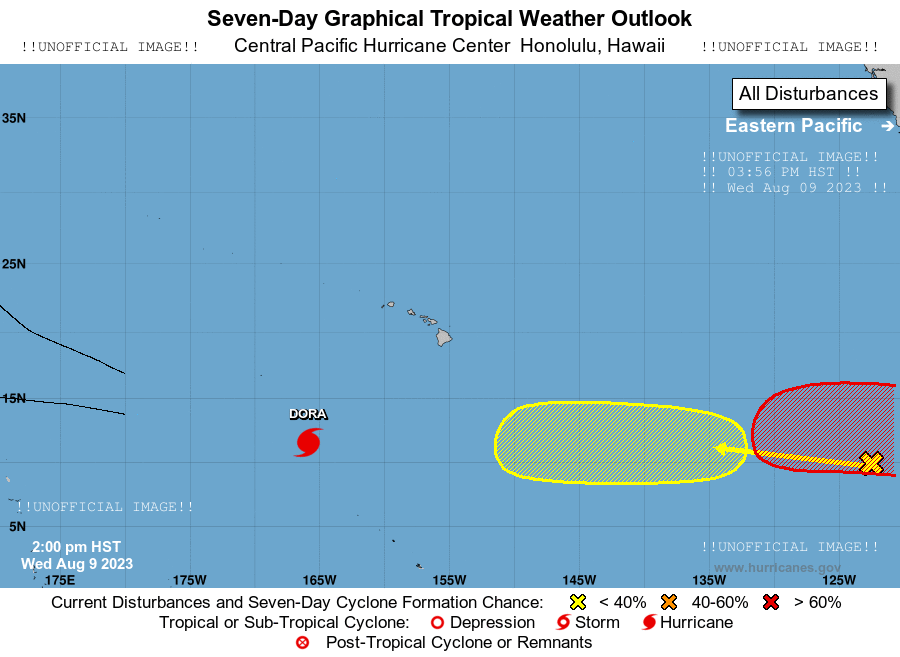 Seven-Day Graphical Tropical Weather Outlook
!!UNOFFICIAL IMAGE!! Central Pacific Hurricane Center Honolulu, Hawaii !!UNOFFICIAL IMAGE!!
All Disturbances
35N
Eastern Pacific
!!UNOFFICIAL IMAGE!!
!! 03:56 PM HST !!
!! Wed Aug 09 2023 !!
25N
15N
DORA
!!UNOFFICIAL IMAGE!!
5N
2:00 pm HST
Wed Aug 9 2023
!!UNOFFICIAL IMAGE!!
www.hurricanes.gov
175E 175W 165W 155W 145W 135W 125W
Current Disturbances and Seven-Day Cyclone Formation Chance: < 40% 40-60% > 60%
Tropical or Sub-Tropical Cyclone: Depression Storm Hurricane
Post-Tropical Cyclone or Remnants